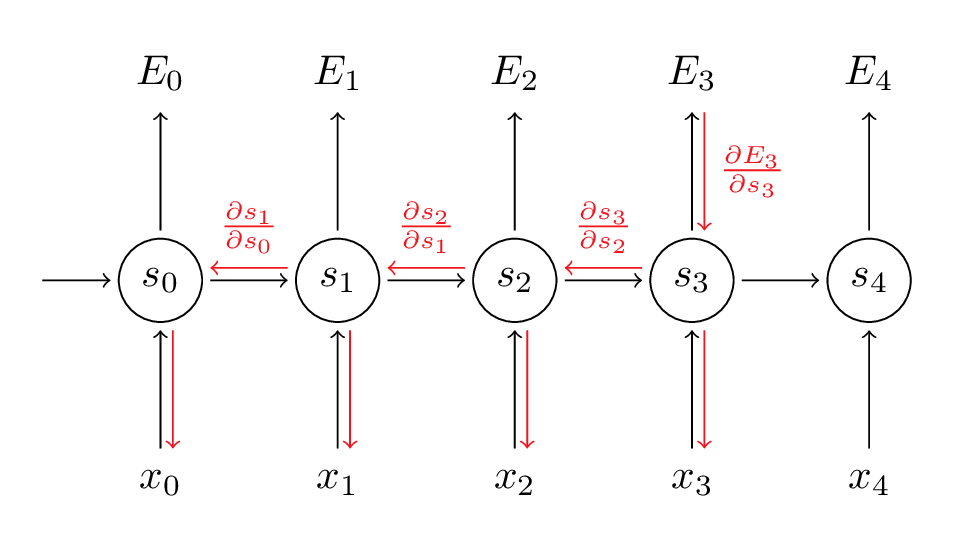 E₀ E₁ E₂ E₃ E₄
∂E₃/∂s₃
∂s₁/∂s₀ ∂s₂/∂s₁ ∂s₃/∂s₂
s₀ s₁ s₂ s₃ s₄
x₀ x₁ x₂ x₃ x₄